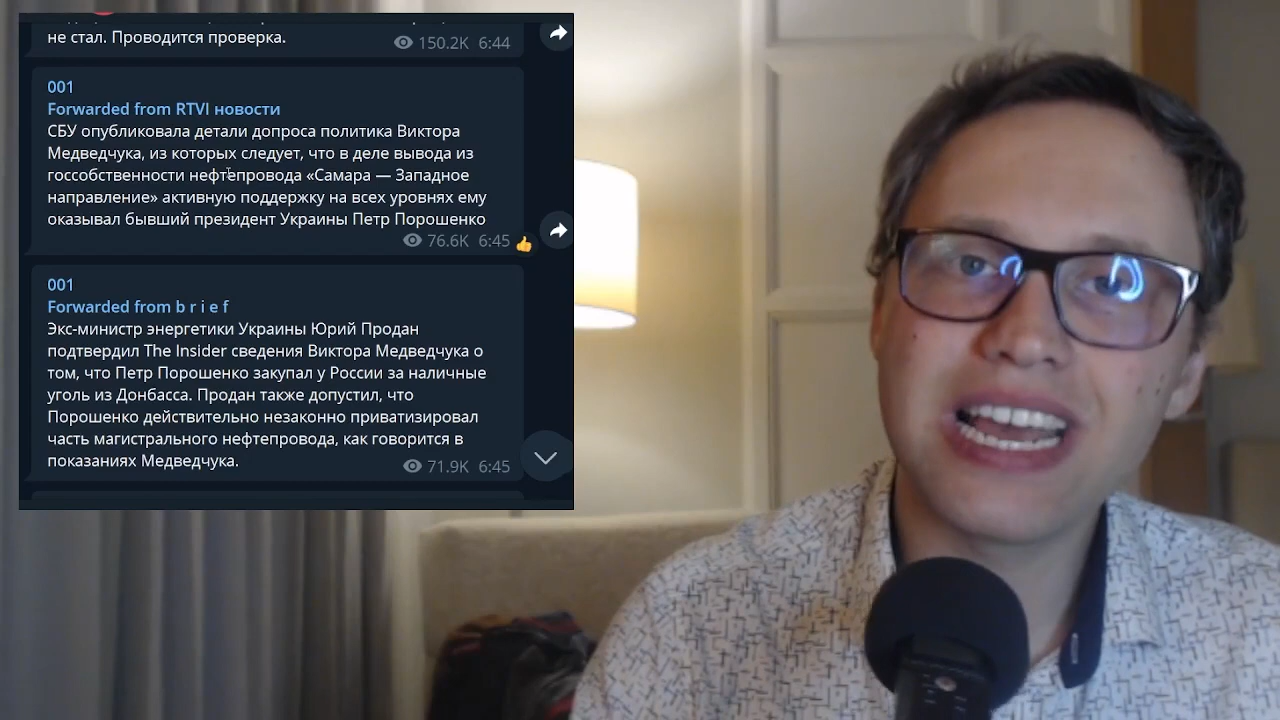 не стал. Проводится проверка.
150.2K 6:44
001
Forwarded from RTVI новости
СБУ опубликовала детали допроса политика Виктора
Медведчука, из которых следует, что в деле вывода из
госсобственности нефтепровода «Самара — Западное
направление» активную поддержку на всех уровнях ему
оказывал бывший президент Украины Петр Порошенко
76.6K 6:45
001
Forwarded from b r i e f
Экс-министр энергетики Украины Юрий Продан
подтвердил The Insider сведения Виктора Медведчука о
том, что Петр Порошенко закупал у России за наличные
уголь из Донбасса. Продан также допустил, что
Порошенко действительно незаконно приватизировал
часть магистрального нефтепровода, как говорится в
показаниях Медведчука.
71.9K 6:45